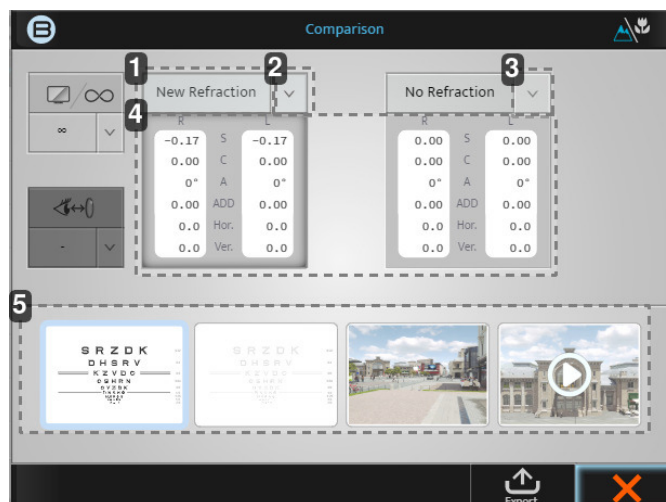 B
Comparison
1
2
3
New Refraction
No Refraction
4
∞
∞
R
L
R
L
-0.17 S -0.17
0.00 S 0.00
0.00 C 0.00
0.00 C 0.00
0° A 0°
0° A 0°
0.00 ADD 0.00
0.00 ADD 0.00
0.0 Hor. 0.0
0.0 Hor. 0.0
0.0 Ver. 0.0
0.0 Ver. 0.0
-
5
S R Z D K
D H S R V
K Z V D C
S R Z D K
D H S R V
K Z V D C
Export